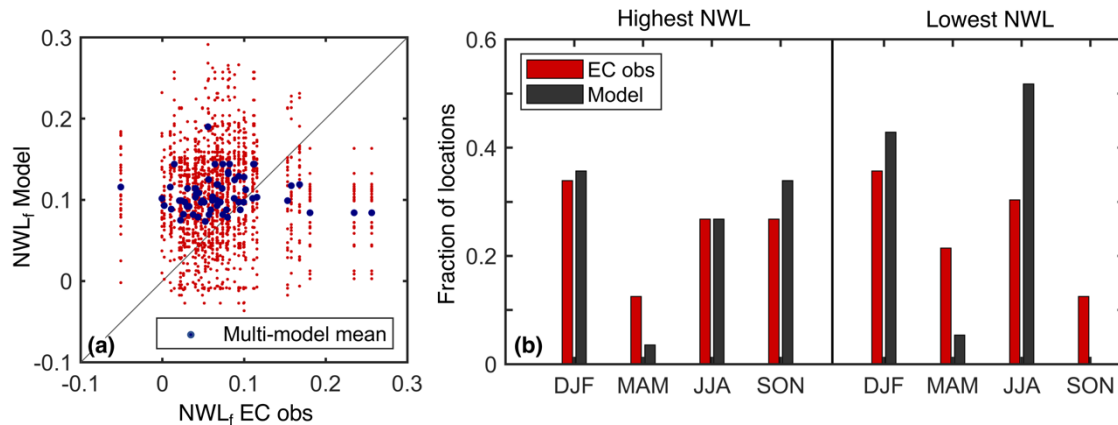 Highest NWL
Lowest NWL
0.3
0.2
0.1
0
-0.1
NWLf Model
(a)
Multi-model mean
-0.1
0
0.1
0.2
0.3
NWLf EC obs
0.6
0.4
0.2
0
Fraction of locations
EC obs
Model
(b)
DJF
MAM
JJA
SON
DJF
MAM
JJA
SON